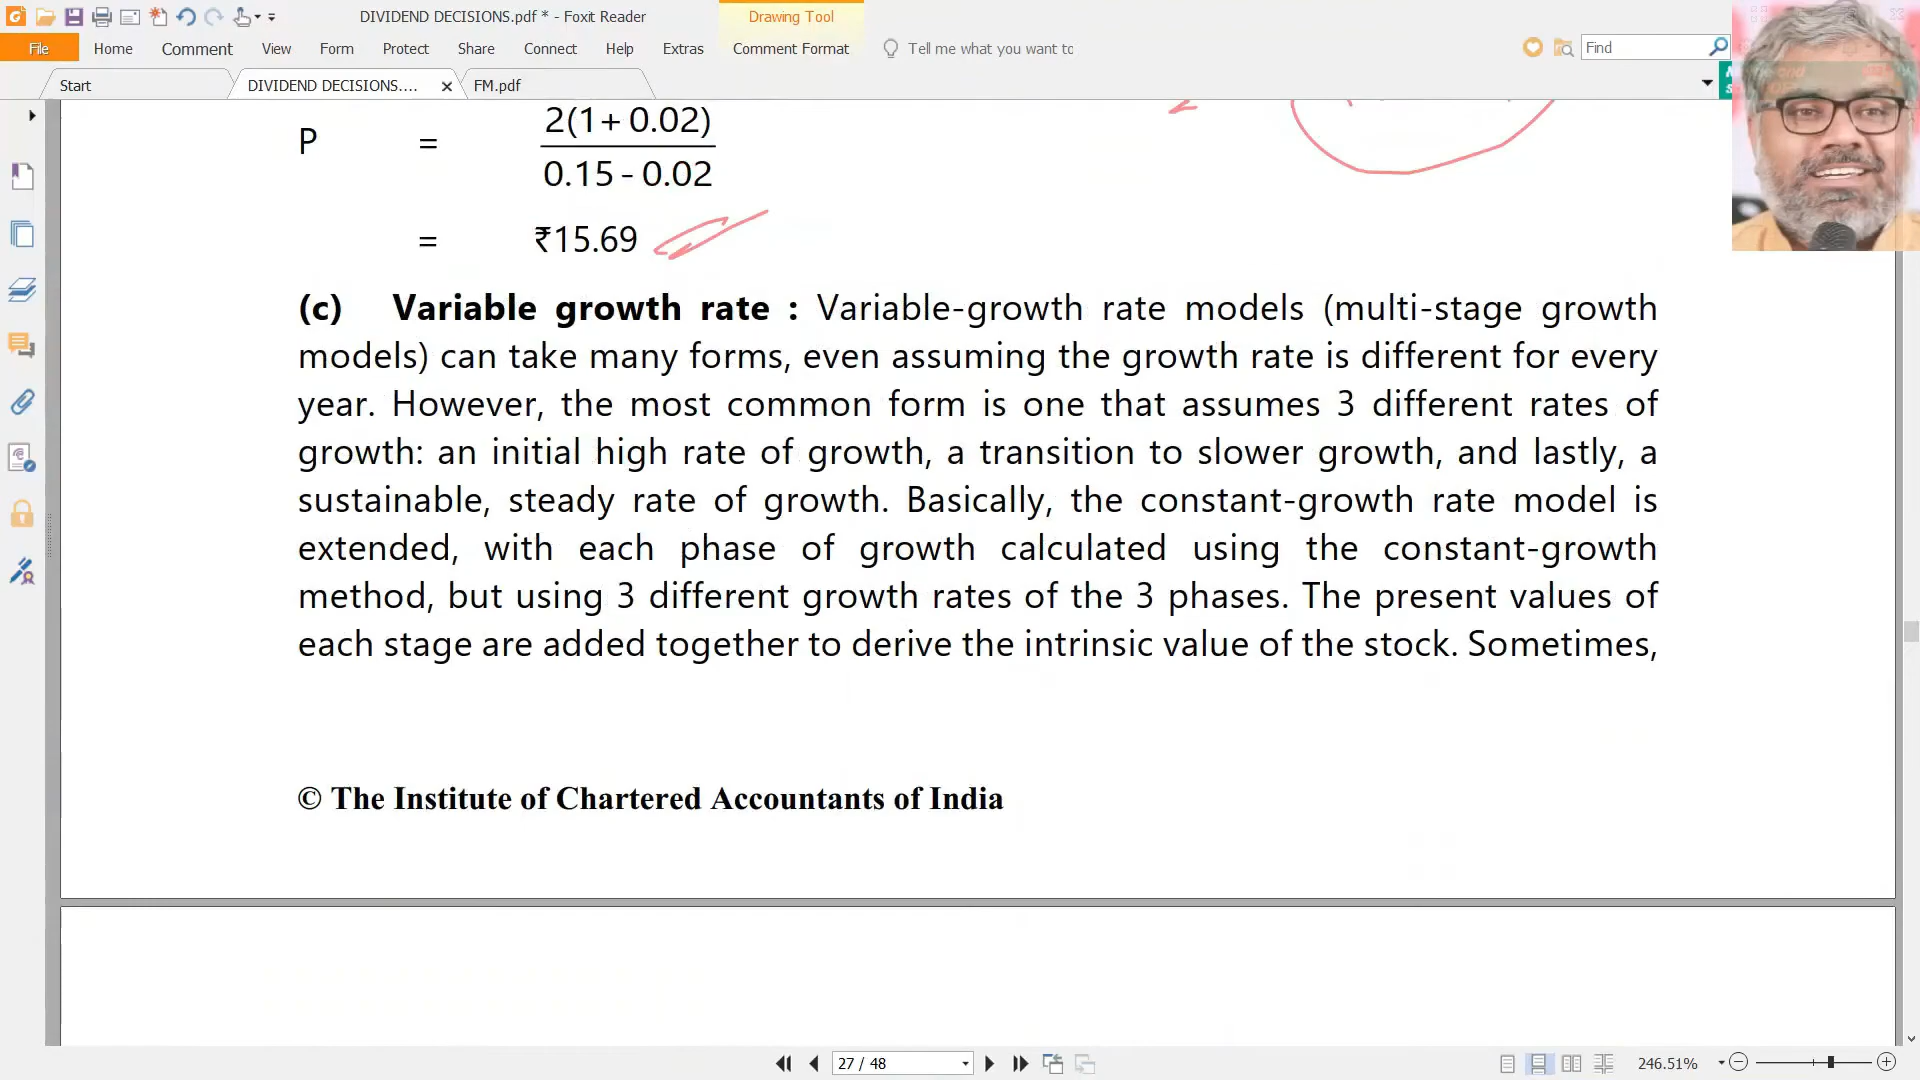 DIVIDEND DECISIONS.pdf * - Foxit Reader
Drawing Tool
File
Home
Comment
View
Form
Protect
Share
Connect
Help
Extras
Comment Format
Tell me what you want to
Find
Start
DIVIDEND DECISIONS....
FM.pdf
P = 2(1+ 0.02)
0.15 - 0.02
= ₹15.69
(c) Variable growth rate : Variable-growth rate models (multi-stage growth
models) can take many forms, even assuming the growth rate is different for every
year. However, the most common form is one that assumes 3 different rates of
growth: an initial high rate of growth, a transition to slower growth, and lastly, a
sustainable, steady rate of growth. Basically, the constant-growth rate model is
extended, with each phase of growth calculated using the constant-growth
method, but using 3 different growth rates of the 3 phases. The present values of
each stage are added together to derive the intrinsic value of the stock. Sometimes,
© The Institute of Chartered Accountants of India
27 / 48
246.51%